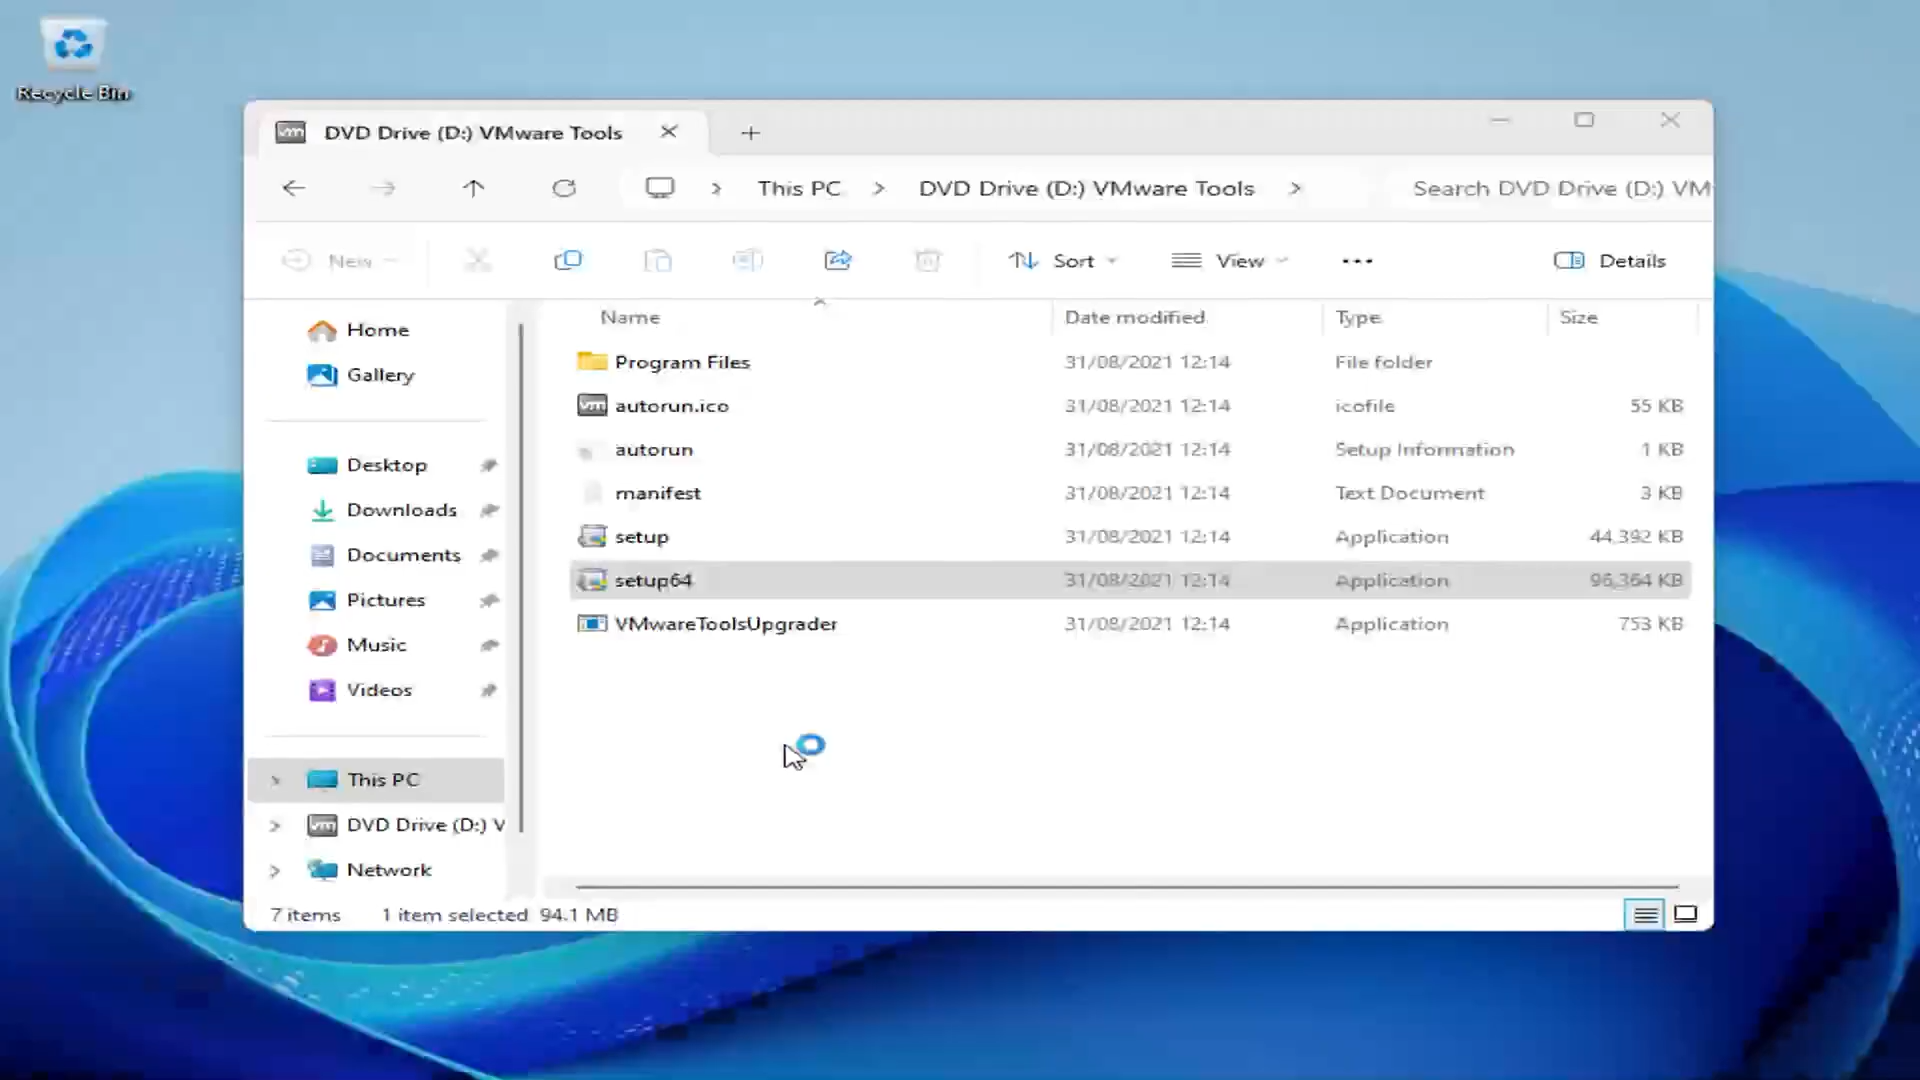 Recycle Bin
vm DVD Drive (D:) VMware Tools
This PC > DVD Drive (D:) VMware Tools >
Search DVD Drive (D:) VM
New
Sort
View
Details
Name Date modified Type Size
Home
Gallery
Desktop
Downloads
Documents
Pictures
Music
Videos
This PC
vm DVD Drive (D:) V
Network
Program Files 31/08/2021 12:14 File folder
vm autorun.ico 31/08/2021 12:14 icofile 55 KB
autorun 31/08/2021 12:14 Setup Information 1 KB
manifest 31/08/2021 12:14 Text Document 3 KB
setup 31/08/2021 12:14 Application 44,392 KB
setup64 31/08/2021 12:14 Application 96,364 KB
VMwareToolsUpgrader 31/08/2021 12:14 Application 753 KB
7 items 1 item selected 94.1 MB